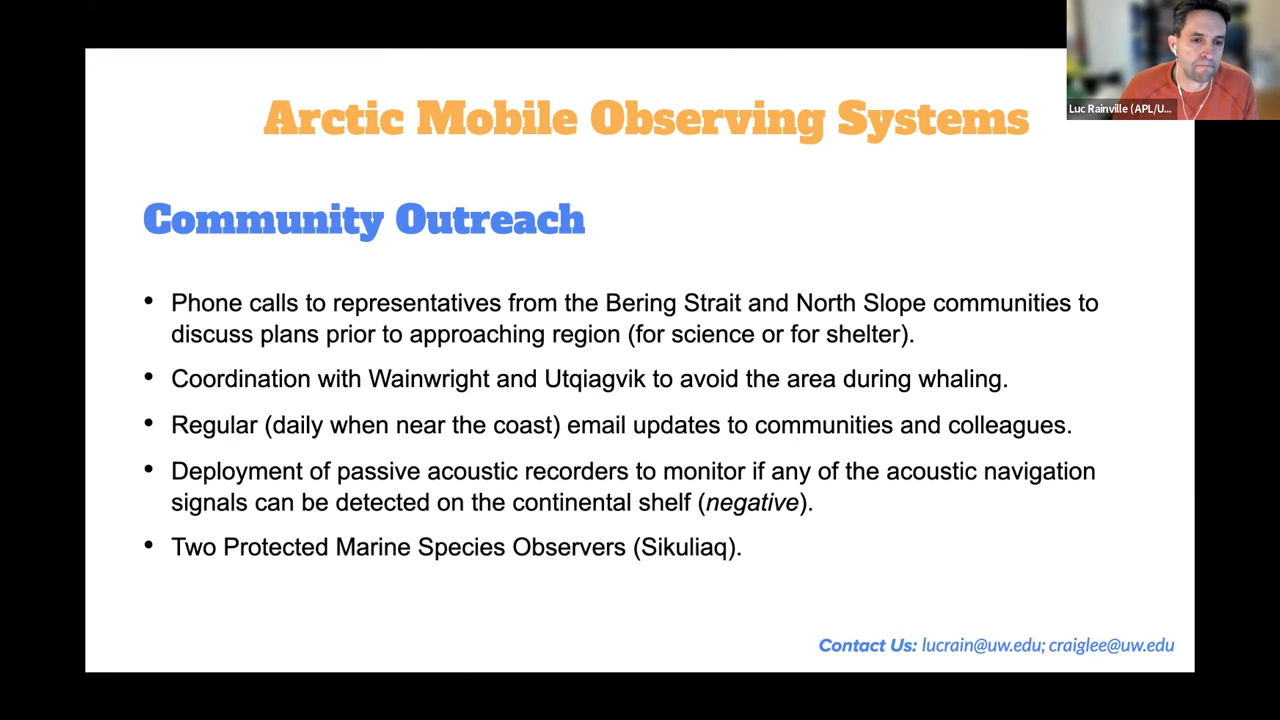 Luc Rainville (APL/U...
Arctic Mobile Observing Systems
Community Outreach
• Phone calls to representatives from the Bering Strait and North Slope communities to
discuss plans prior to approaching region (for science or for shelter).
• Coordination with Wainwright and Utqiagvik to avoid the area during whaling.
• Regular (daily when near the coast) email updates to communities and colleagues.
• Deployment of passive acoustic recorders to monitor if any of the acoustic navigation
signals can be detected on the continental shelf (negative).
• Two Protected Marine Species Observers (Sikuliaq).
Contact Us: lucrain@uw.edu; craiglee@uw.edu